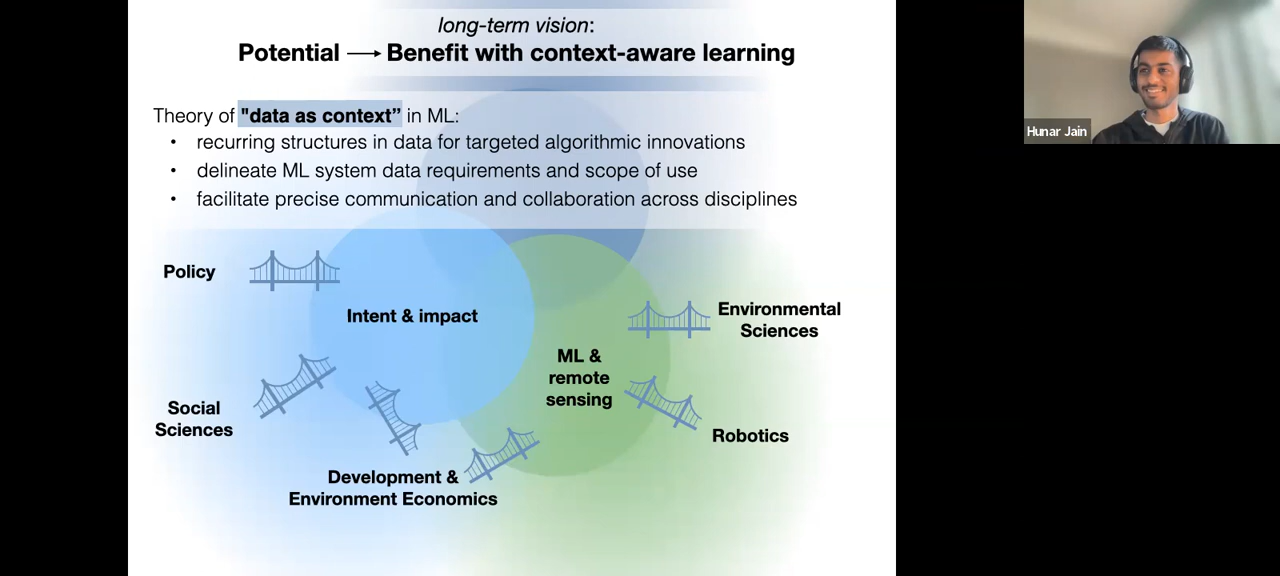 long-term vision:
Potential → Benefit with context-aware learning
Theory of "data as context” in ML:
• recurring structures in data for targeted algorithmic innovations
• delineate ML system data requirements and scope of use
• facilitate precise communication and collaboration across disciplines
Policy
Intent & impact
Environmental
Sciences
ML &
remote
sensing
Social
Sciences
Robotics
Development &
Environment Economics
Hunar Jain